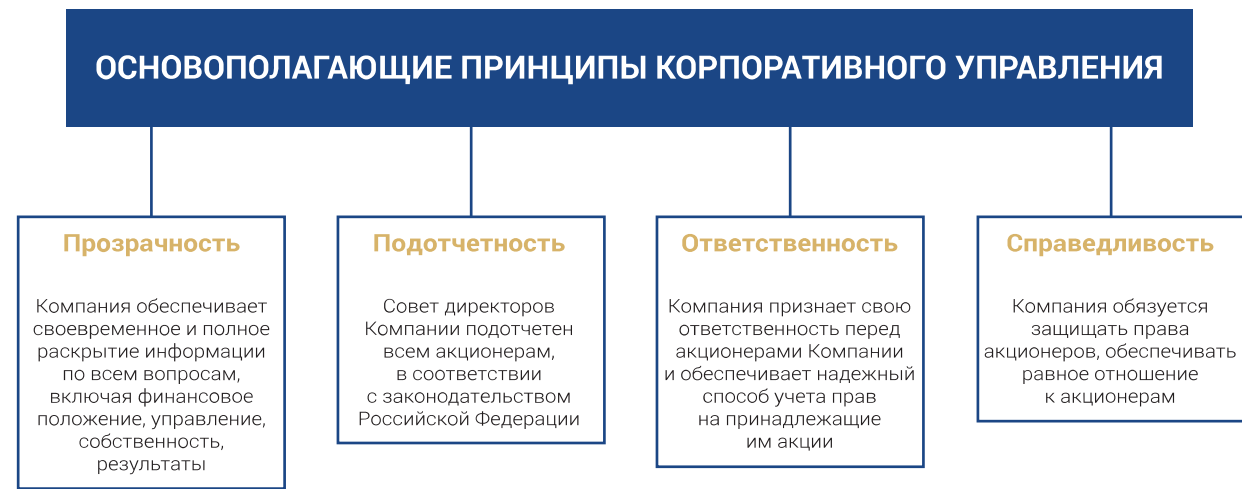 ОСНОВОПОЛАГАЮЩИЕ ПРИНЦИПЫ КОРПОРАТИВНОГО УПРАВЛЕНИЯ
Прозрачность
Компания обеспечивает
своевременное и полное
раскрытие информации
по всем вопросам,
включая финансовое
положение, управление,
собственность,
результаты
Подотчетность
Совет директоров
Компании подотчетен
всем акционерам,
в соответствии
с законодательством
Российской Федерации
Ответственность
Компания признает свою
ответственность перед
акционерами Компании
и обеспечивает надежный
способ учета прав
на принадлежащие
им акции
Справедливость
Компания обязуется
защищать права
акционеров, обеспечивать
равное отношение
к акционерам